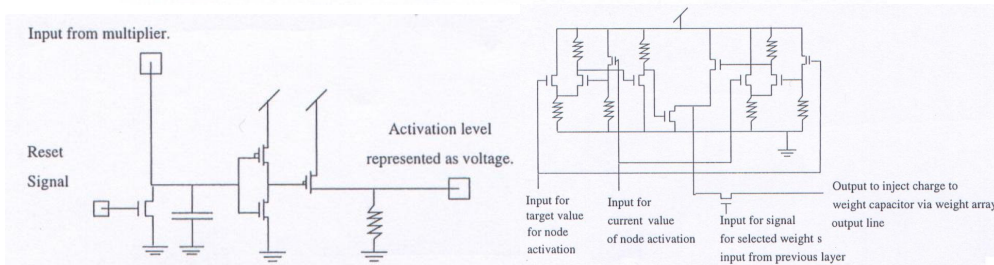 Input from multiplier.
Reset
Signal
Activation level
represented as voltage.
Input for
target value
for node
activation
Input for
current value
of node activation
Input for signal
for selected weight s
input from previous layer
Output to inject charge to
weight capacitor via weight array
output line